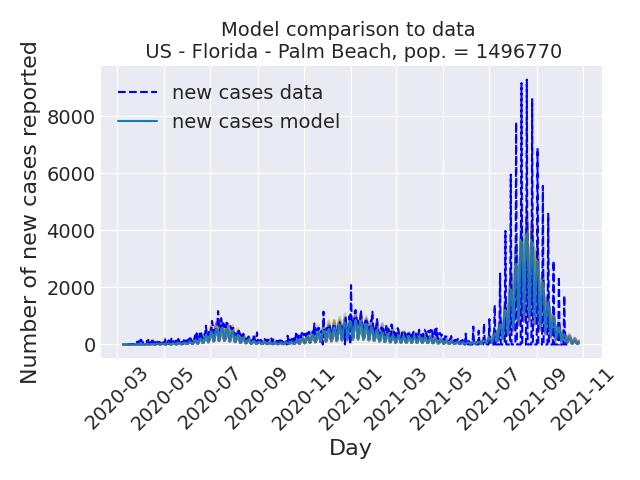 Model comparison to data
US - Florida - Palm Beach, pop. = 1496770
Number of new cases reported
new cases data
new cases model
8000
6000
4000
2000
0
2020-03
2020-05
2020-07
2020-09
2020-11
2021-01
2021-03
2021-05
2021-07
2021-09
2021-11
Day